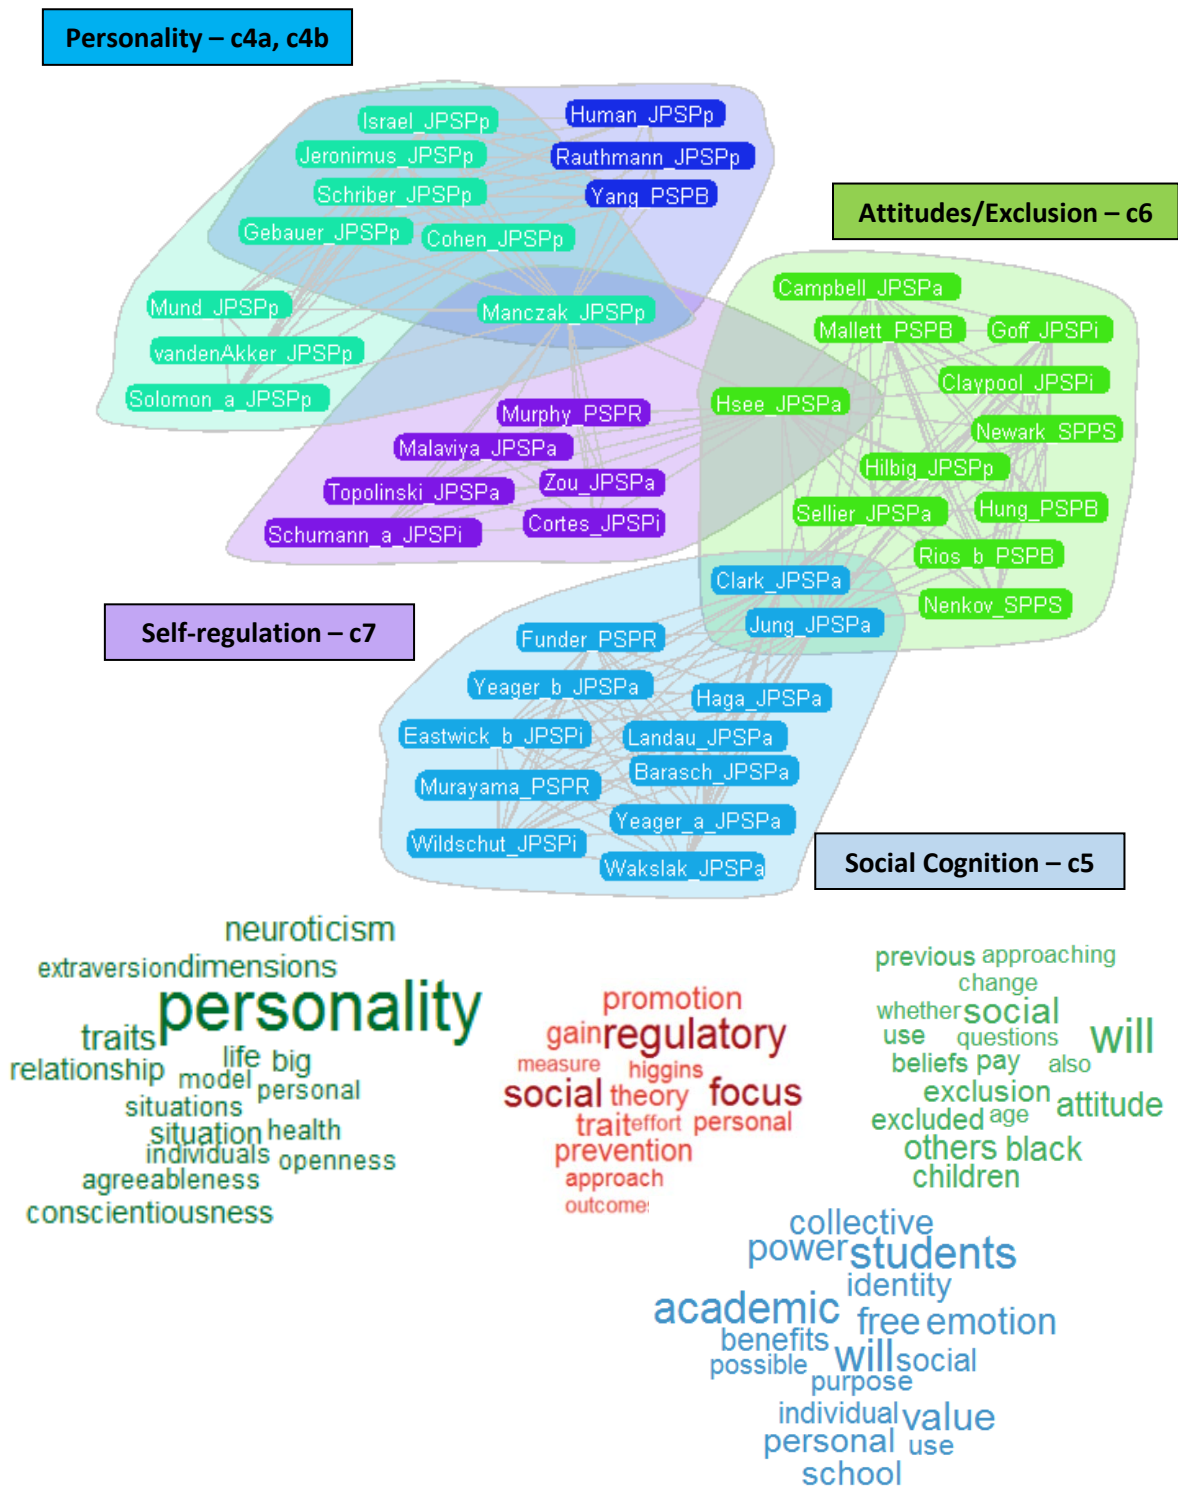 Personality – c4a, c4b
Israel_JPSPp
Human_JPSPp
Jeronimus_JPSPp
Rauthmann_JPSPp
Schriber_JPSPp
Yang_PSPB
Gebauer_JPSPp
Cohen_JPSPp
Attitudes/Exclusion – c6
Mund_JPSPp
Manczak_JPSPp
vandenAkker_JPSPp
Solomon_a_JPSPp
Campbell_JPSPa
Mallett_PSPB
Goff_JPSPi
Claypool_JPSPi
Hsee_JPSPa
Newark_SPPS
Hilbig_JPSPp
Sellier_JPSPa
Hung_PSPB
Rios_b_PSPB
Nenkov_SPPS
Murphy_PSPR
Malaviya_JPSPa
Zou_JPSPa
Topolinski_JPSPa
Cortes_JPSPi
Schumann_a_JPSPi
Self-regulation – c7
Clark_JPSPa
Jung_JPSPa
Funder_PSPR
Yeager_b_JPSPa
Haga_JPSPa
Eastwick_b_JPSPi
Landau_JPSPa
Barasch_JPSPa
Murayama_PSPR
Yeager_a_JPSPa
Wildschut_JPSPi
Wakslak_JPSPa
Social Cognition – c5
neuroticism
extraversion dimensions
personality
traits
life big
relationship
model
personal
situations
situation health
individuals openness
agreeableness
conscientiousness
promotion
gain regulatory
measure higgins
social theory focus
trait effort personal
prevention
approach
outcomes
previous approaching
change
whether social
will
use questions
beliefs pay also
exclusion attitude
excluded age
others black
children
collective
power students
identity
academic
free emotion
benefits
possible will social
purpose
individual value
personal use
school